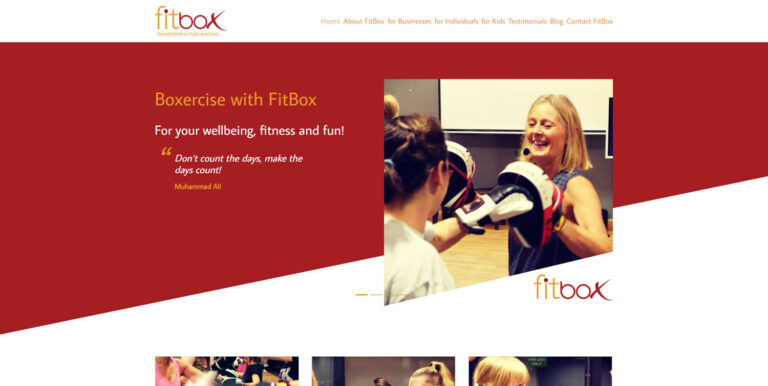 fitbox
TRANSFORMING TEAM BUILDING
Home About FitBox for Businesses for Individuals for Kids Testimonials Blog Contact FitBox
Boxercise with FitBox
For your wellbeing, fitness and fun!
“ Don't count the days, make the
days count!
Muhammad Ali
fitbox